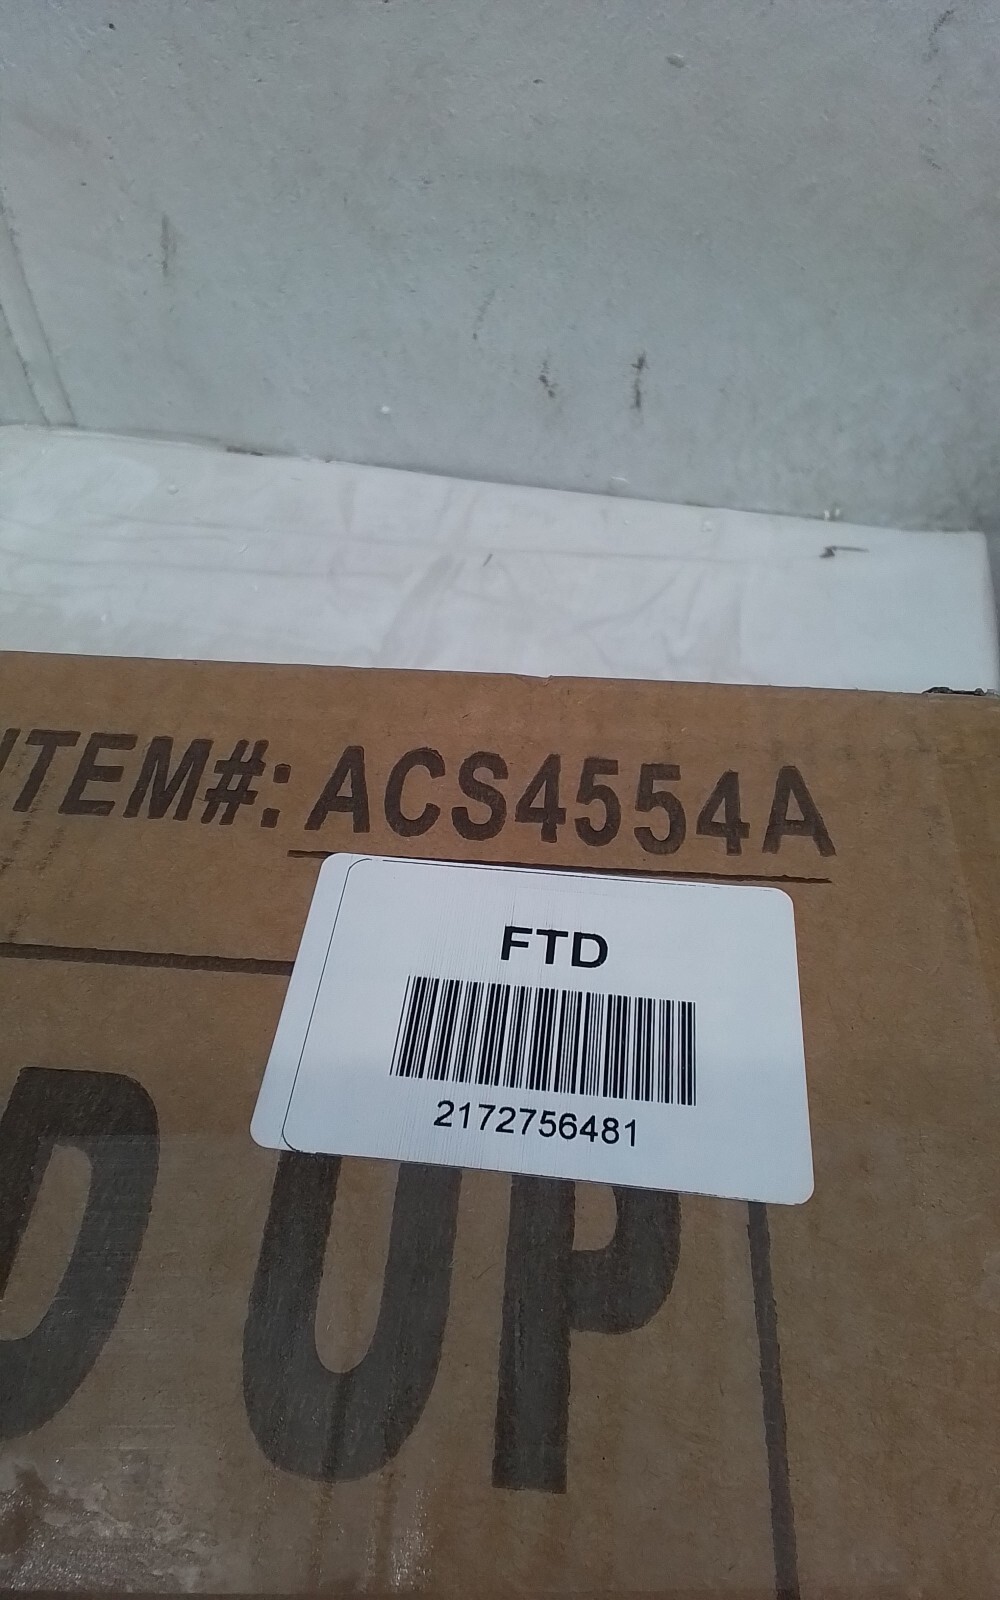 ITEM#: ACS4554A
FTD
2172756481
D UP